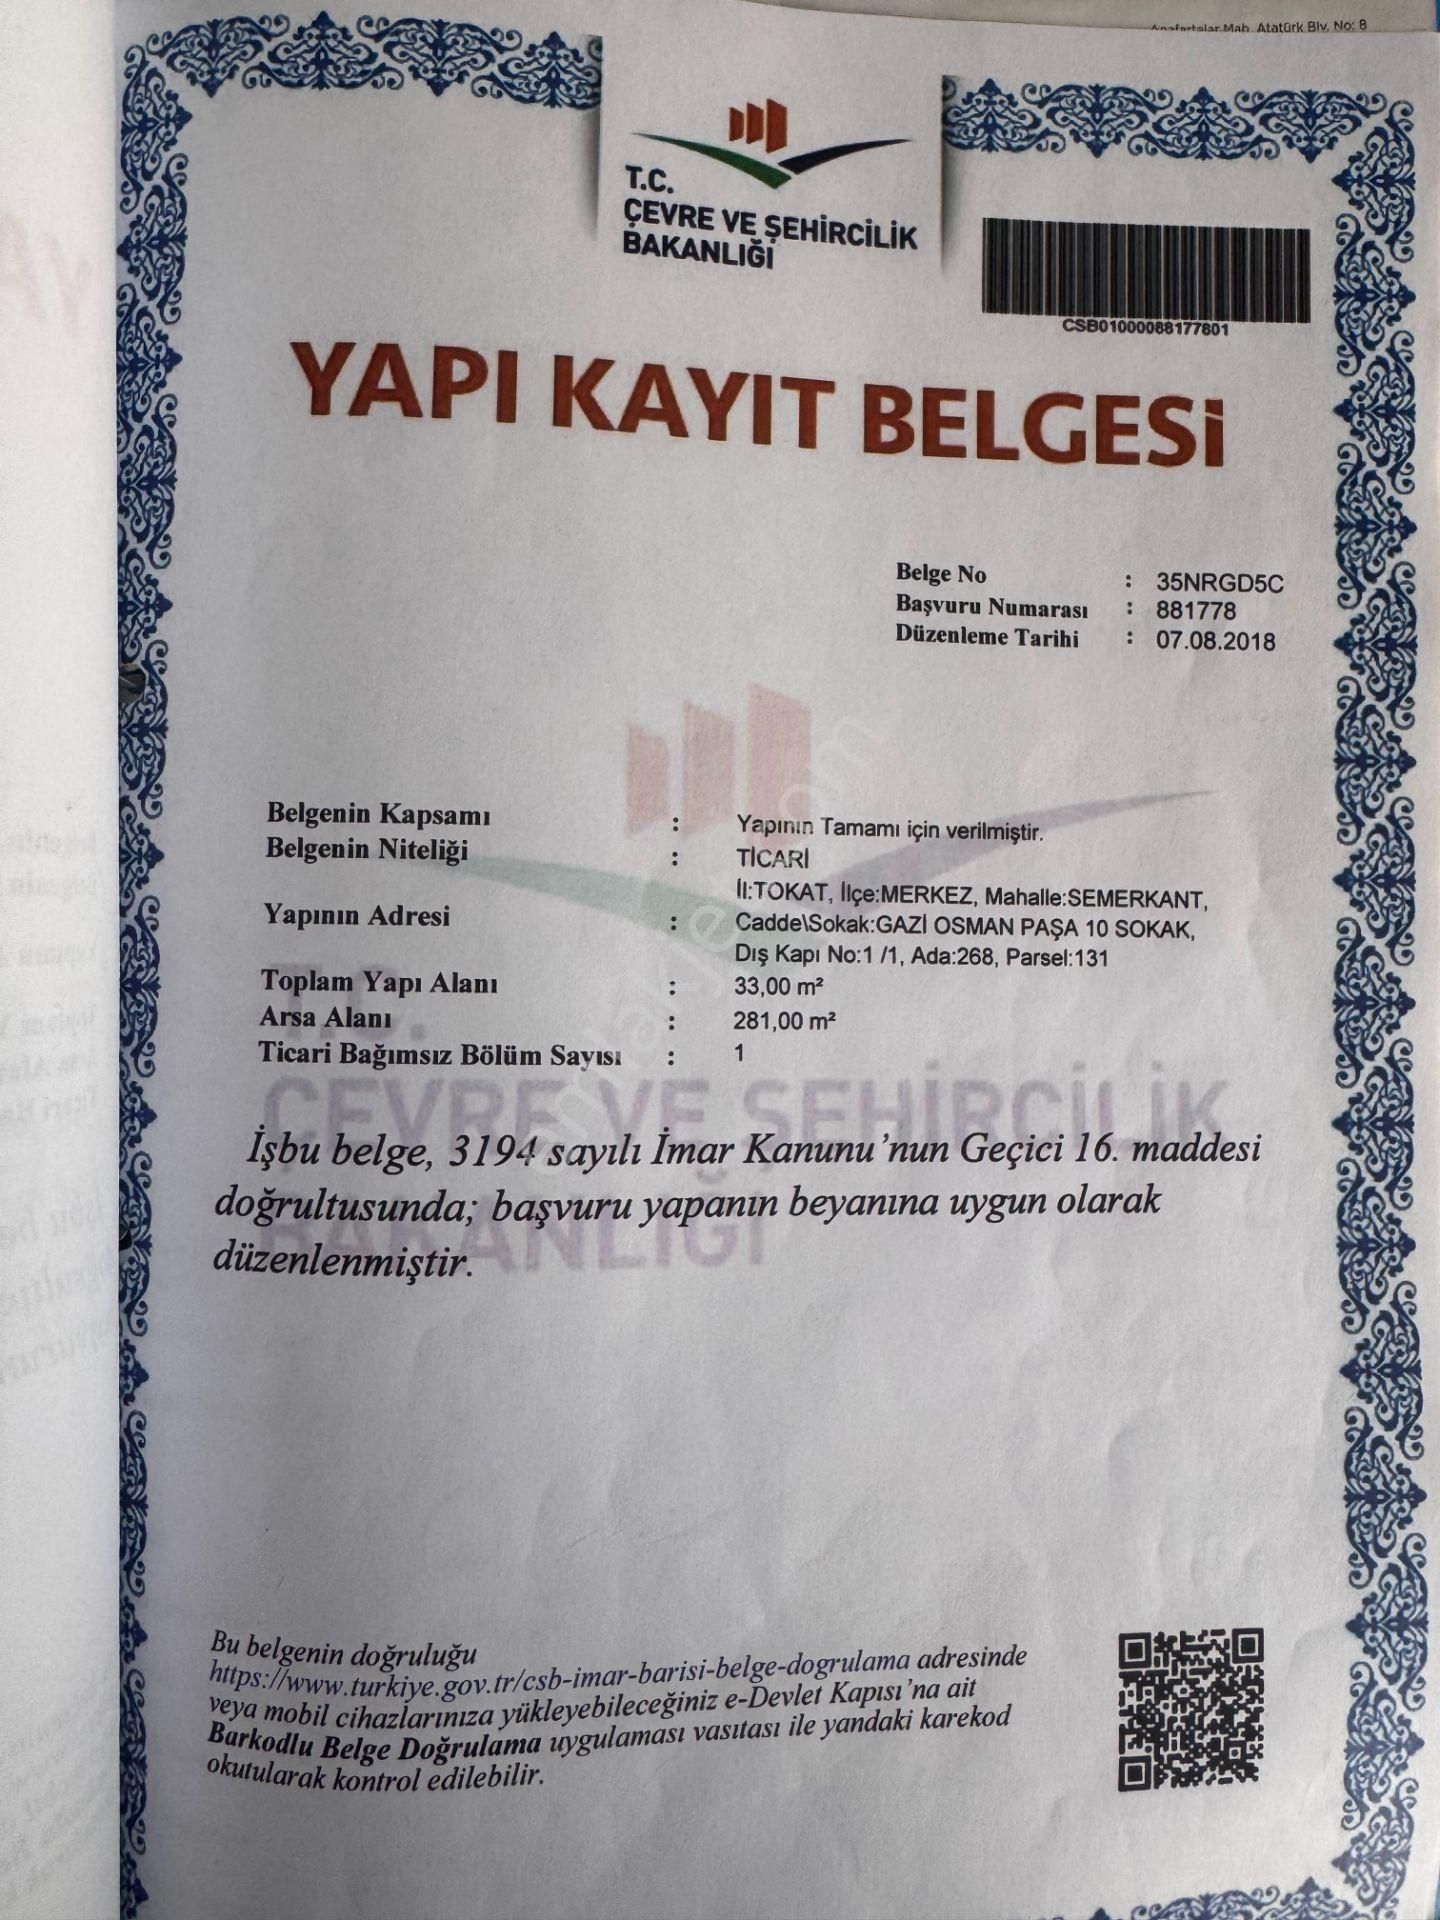 Anafartalar Mah. Atatürk Blv. No: 8
T.C.
ÇEVRE VE ŞEHİRCİLİK
BAKANLIĞI
CSB01000088177801
YAPI KAYIT BELGESİ
Belge No : 35NRGD5C
Başvuru Numarası : 881778
Düzenleme Tarihi : 07.08.2018
Belgenin Kapsamı : Yapının Tamamı için verilmiştir.
Belgenin Niteliği : TİCARİ
İl:TOKAT, İlçe:MERKEZ, Mahalle:SEMERKANT,
Yapının Adresi : Cadde\Sokak:GAZİ OSMAN PAŞA 10 SOKAK,
Dış Kapı No:1 /1, Ada:268, Parsel:131
Toplam Yapı Alanı : 33,00 m²
Arsa Alanı : 281,00 m²
Ticari Bağımsız Bölüm Sayısı : 1
T.C.
ÇEVRE VE ŞEHİRCİLİK
BAKANLIĞI
İşbu belge, 3194 sayılı İmar Kanunu'nun Geçici 16. maddesi
doğrultusunda; başvuru yapanın beyanına uygun olarak
düzenlenmiştir.
Bu belgenin doğruluğu
https://www.turkiye.gov.tr/csb-imar-barisi-belge-dogrulama adresinde
veya mobil cihazlarınıza yükleyebileceğiniz e-Devlet Kapısı'na ait
Barkodlu Belge Doğrulama uygulaması vasıtası ile yandaki karekod
okutularak kontrol edilebilir.